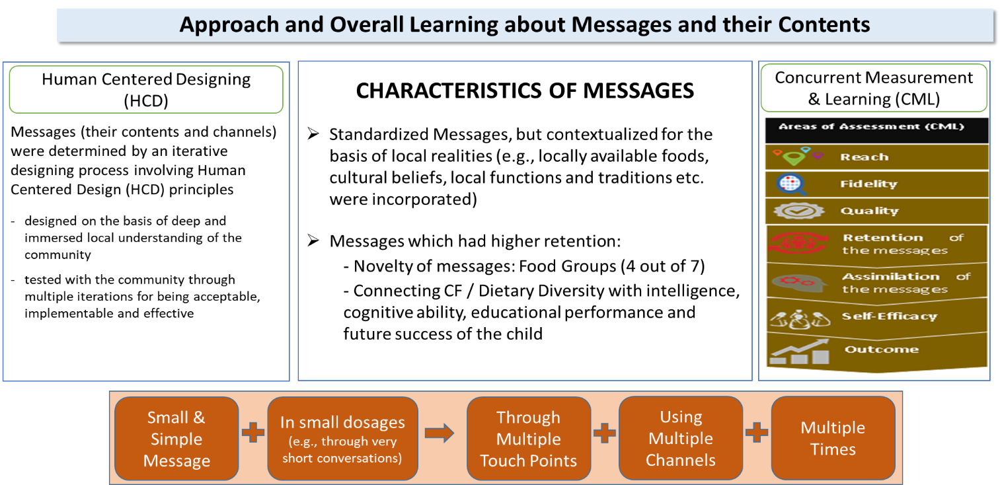 Approach and Overall Learning about Messages and their Contents
Human Centered Designing
(HCD)
Messages (their contents and channels)
were determined by an iterative
designing process involving Human
Centered Design (HCD) principles
- designed on the basis of deep and
immersed local understanding of the
community
- tested with the community through
multiple iterations for being acceptable,
implementable and effective
CHARACTERISTICS OF MESSAGES
➢ Standardized Messages, but contextualized for the
basis of local realities (e.g., locally available foods,
cultural beliefs, local functions and traditions etc.
were incorporated)
➢ Messages which had higher retention:
- Novelty of messages: Food Groups (4 out of 7)
- Connecting CF / Dietary Diversity with intelligence,
cognitive ability, educational performance and
future success of the child
Concurrent Measurement
& Learning (CML)
Areas of Assessment (CML)
Reach
Fidelity
Quality
Retention of
the messages
Assimilation of
the messages
Self-Efficacy
Outcome
Small &
Simple
Message
In small dosages
(e.g., through very
short conversations)
Through
Multiple
Touch Points
Using
Multiple
Channels
Multiple
Times